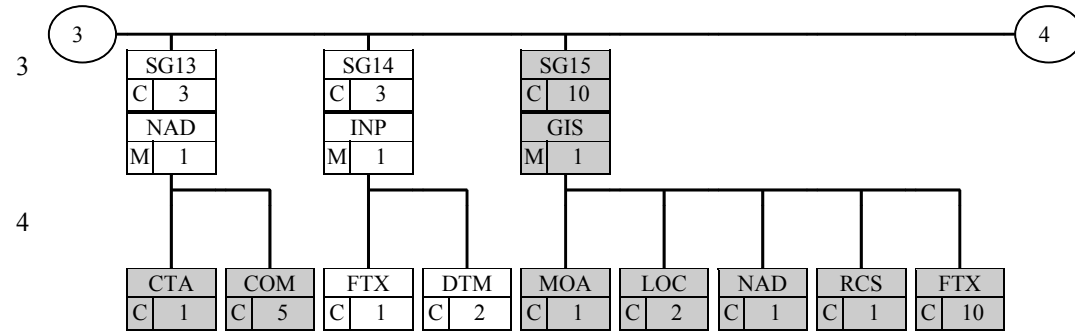 3 4
3 SG13 SG14 SG15
C 3 C 3 C 10
NAD INP GIS
M 1 M 1 M 1
4
CTA COM FTX DTM MOA LOC NAD RCS FTX
C 1 C 5 C 1 C 2 C 1 C 2 C 1 C 1 C 10